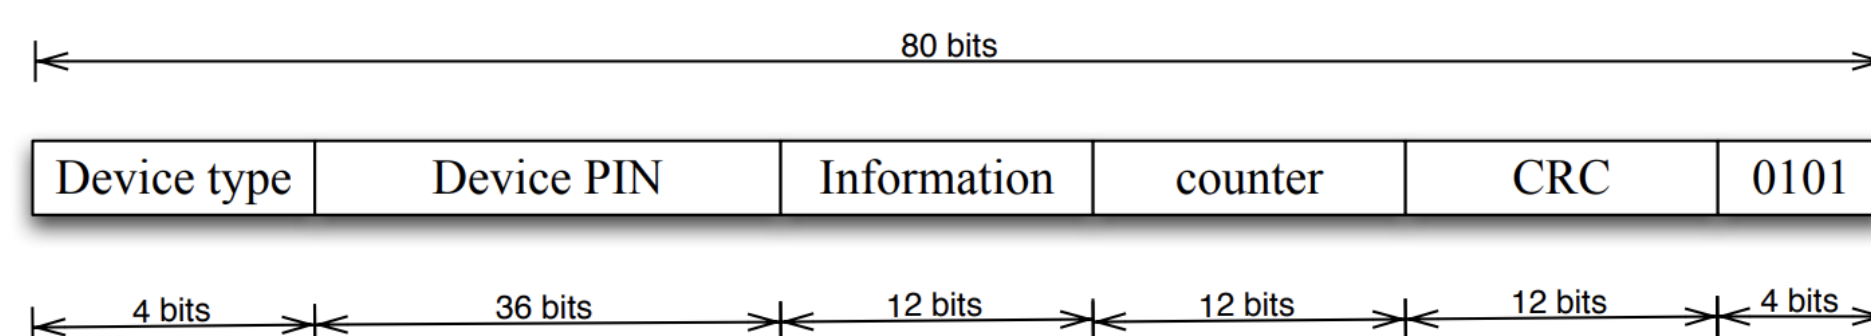 80 bits
Device type Device PIN Information counter CRC 0101
4 bits 36 bits 12 bits 12 bits 12 bits 4 bits